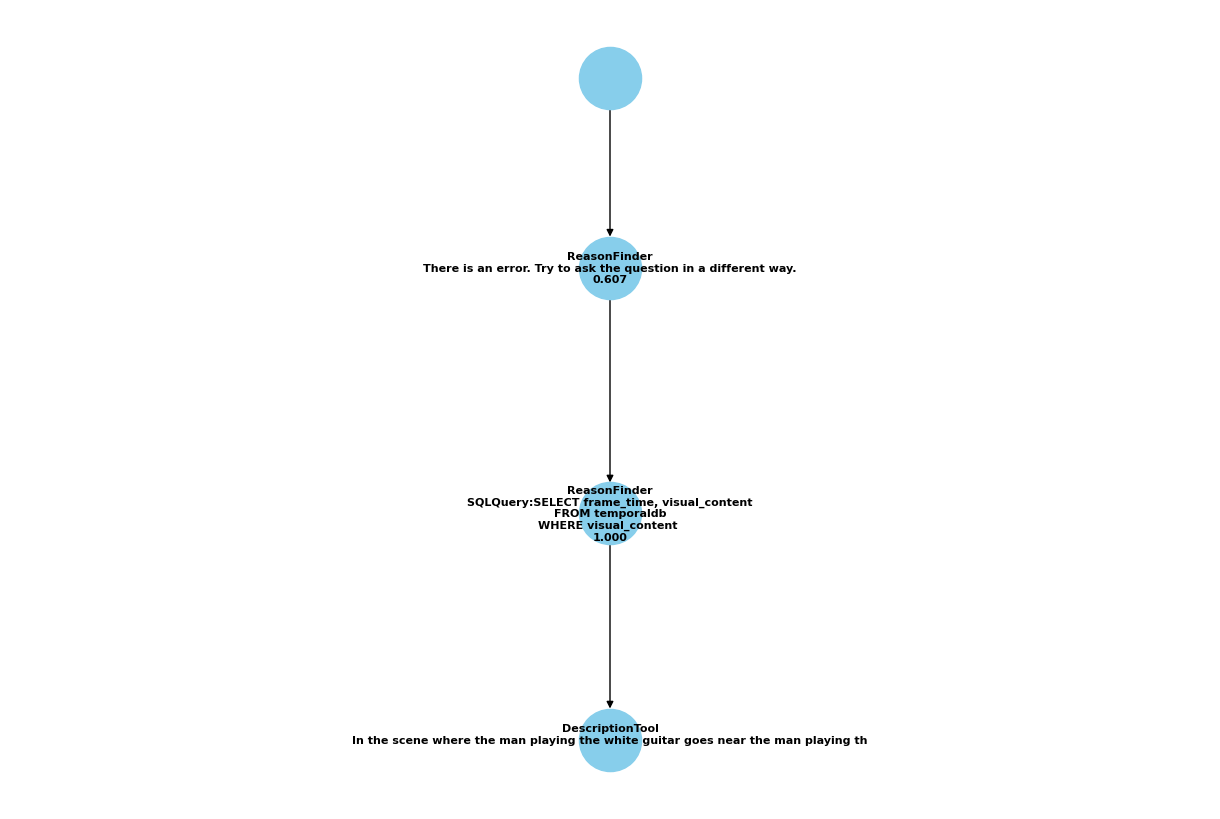 ReasonFinder
There is an error. Try to ask the question in a different way.
0.607
ReasonFinder
SQLQuery:SELECT frame_time, visual_content
FROM temporaldb
WHERE visual_content
1.000
DescriptionTool
In the scene where the man playing the white guitar goes near the man playing th